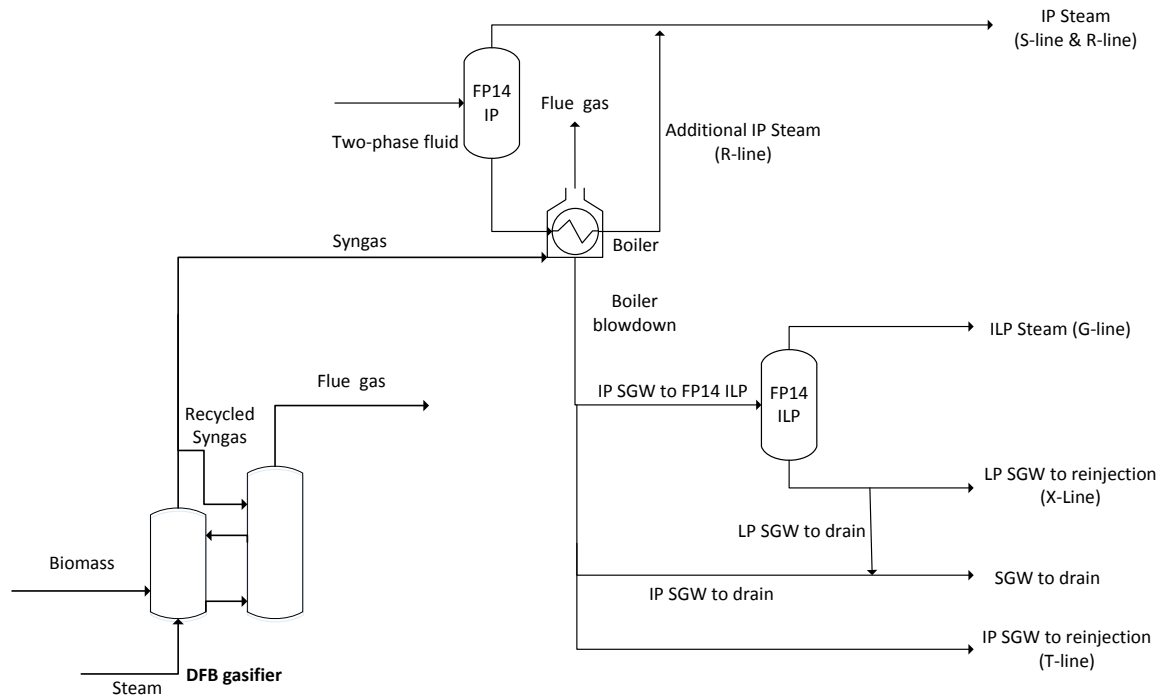 IP Steam
(S-line & R-line)
FP14
IP
Flue gas
Two-phase fluid
Additional IP Steam
(R-line)
Syngas
Boiler
Boiler
blowdown
ILP Steam (G-line)
Flue gas
IP SGW to FP14 ILP
FP14
ILP
Recycled
Syngas
LP SGW to reinjection
(X-Line)
LP SGW to drain
Biomass
SGW to drain
IP SGW to drain
IP SGW to reinjection
(T-line)
DFB gasifier
Steam